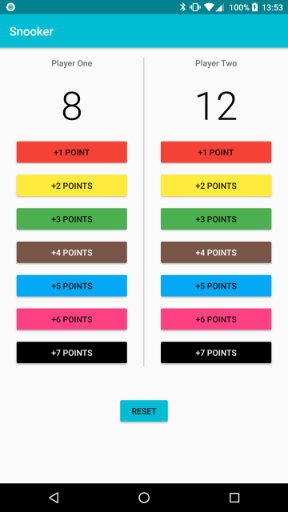 100% 13:53
Snooker
Player One
8
+1 POINT
+2 POINTS
+3 POINTS
+4 POINTS
+5 POINTS
+6 POINTS
+7 POINTS
Player Two
12
+1 POINT
+2 POINTS
+3 POINTS
+4 POINTS
+5 POINTS
+6 POINTS
+7 POINTS
RESET